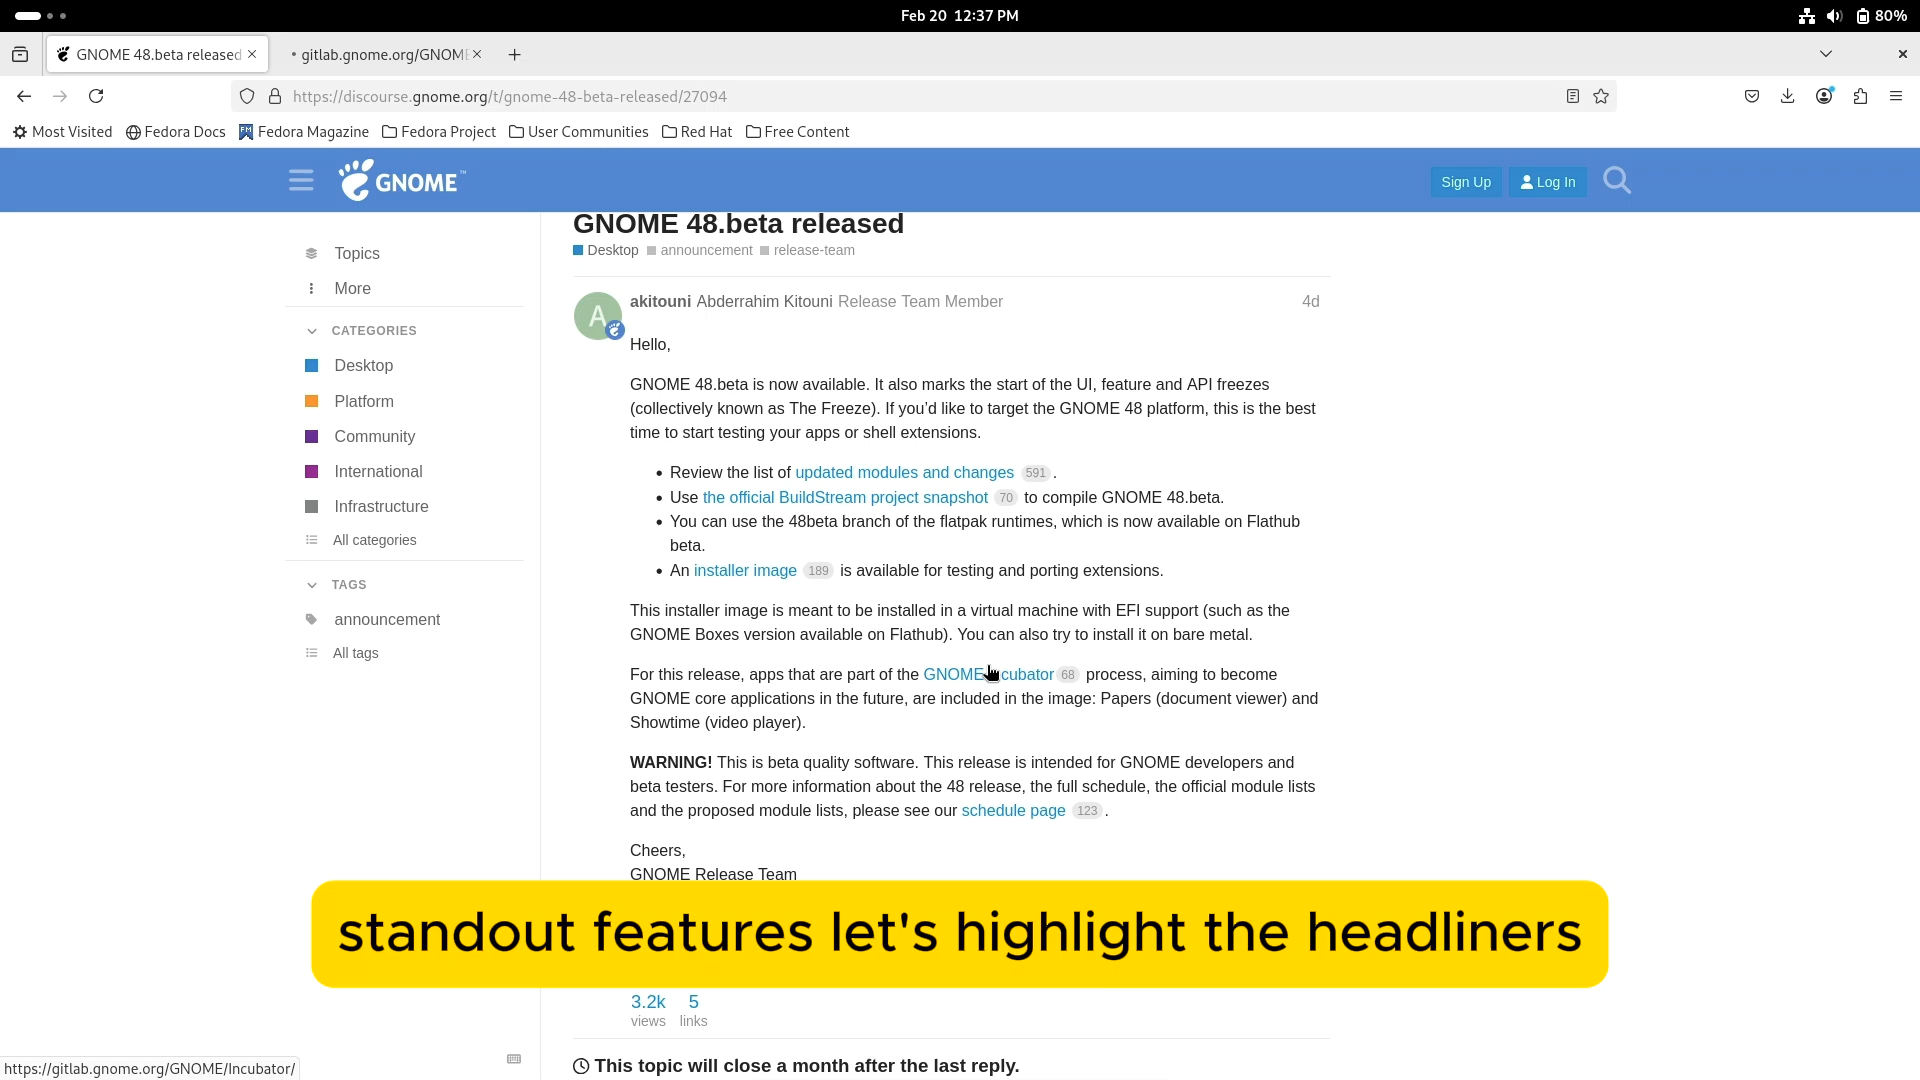 Feb 20 12:37 PM
80%
GNOME 48.beta released
gitlab.gnome.org/GNOME
https://discourse.gnome.org/t/gnome-48-beta-released/27094
Most Visited
Fedora Docs
Fedora Magazine
Fedora Project
User Communities
Red Hat
Free Content
GNOME™
Sign Up
Log In
GNOME 48.beta released
Desktop announcement release-team
Topics
More
CATEGORIES
Desktop
Platform
Community
International
Infrastructure
All categories
TAGS
announcement
All tags
A
akitouni Abderrahim Kitouni Release Team Member 4d
Hello,
GNOME 48.beta is now available. It also marks the start of the UI, feature and API freezes
(collectively known as The Freeze). If you’d like to target the GNOME 48 platform, this is the best
time to start testing your apps or shell extensions.
• Review the list of updated modules and changes 591 .
• Use the official BuildStream project snapshot 70 to compile GNOME 48.beta.
• You can use the 48beta branch of the flatpak runtimes, which is now available on Flathub
beta.
• An installer image 189 is available for testing and porting extensions.
This installer image is meant to be installed in a virtual machine with EFI support (such as the
GNOME Boxes version available on Flathub). You can also try to install it on bare metal.
For this release, apps that are part of the GNOME Incubator 68 process, aiming to become
GNOME core applications in the future, are included in the image: Papers (document viewer) and
Showtime (video player).
WARNING! This is beta quality software. This release is intended for GNOME developers and
beta testers. For more information about the 48 release, the full schedule, the official module lists
and the proposed module lists, please see our schedule page 123 .
Cheers,
GNOME Release Team
standout features let's highlight the headliners
3.2k 5
views links
This topic will close a month after the last reply.
https://gitlab.gnome.org/GNOME/Incubator/